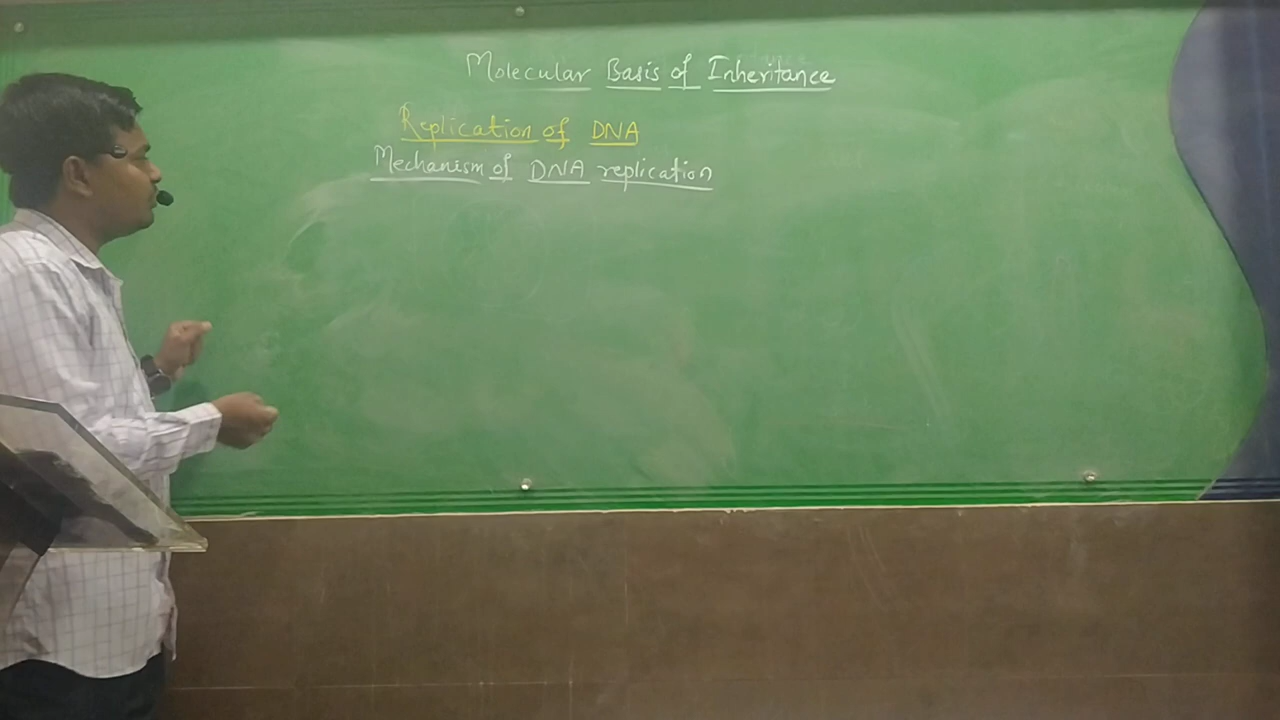 Molecular Basis of Inheritance
Replication of DNA
Mechanism of DNA replication